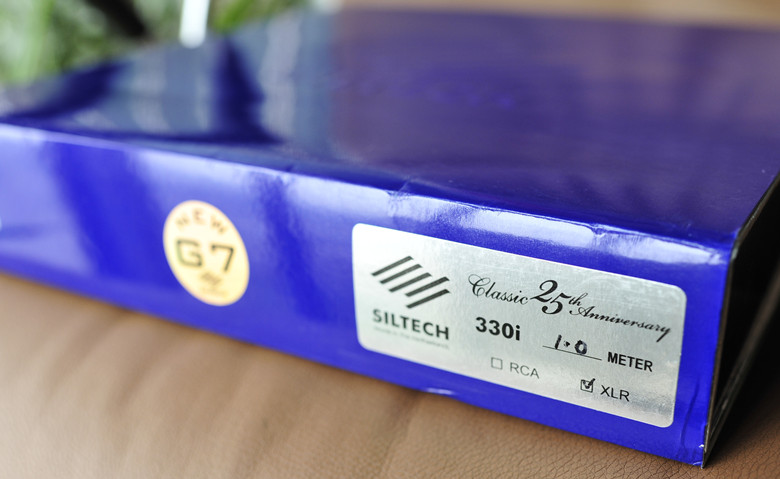 NEW
G7
SILTECH
Classic 25th Anniversary
330i 1.0 METER
RCA
XLR